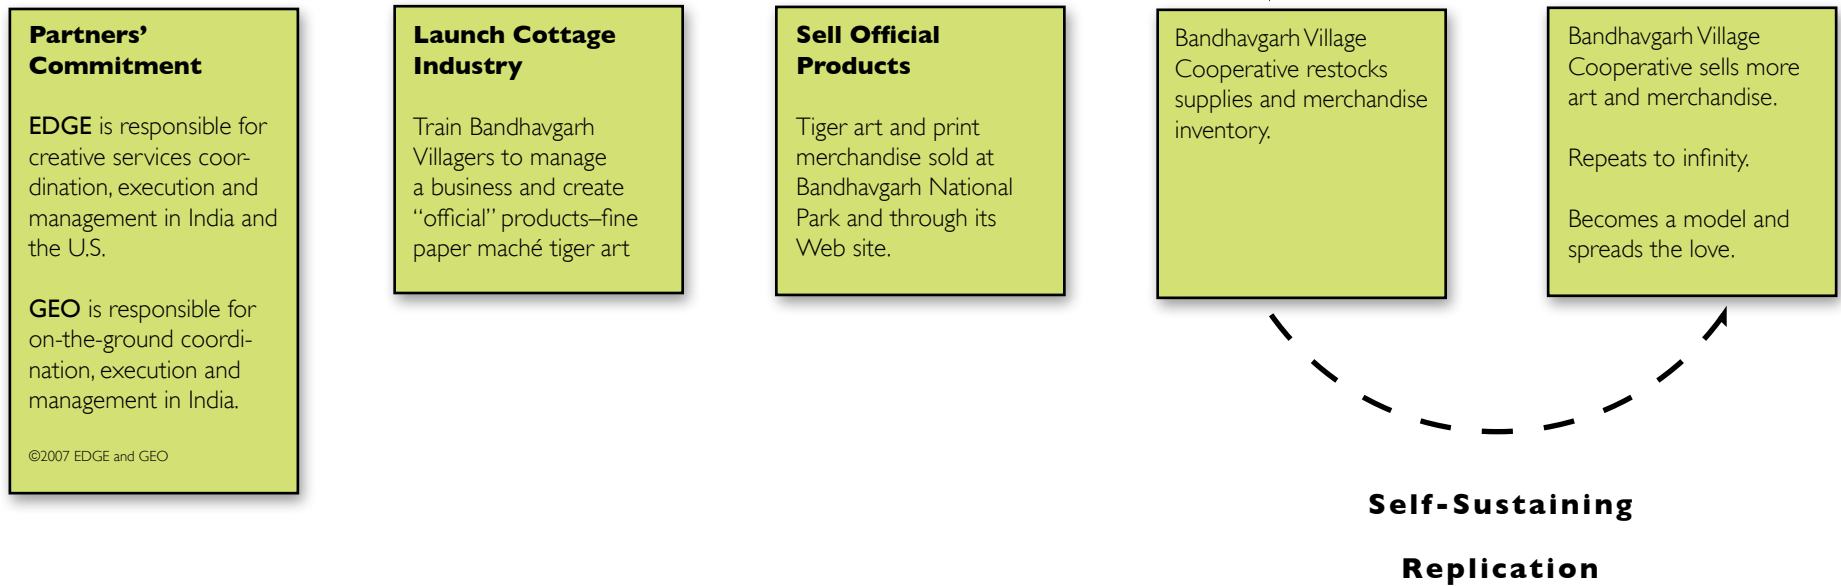 Partners’
Commitment
EDGE is responsible for
creative services coor-
dination, execution and
management in India and
the U.S.
GEO is responsible for
on-the-ground coordi-
nation, execution and
management in India.
©2007 EDGE and GEO
Launch Cottage
Industry
Train Bandhavgarh
Villagers to manage
a business and create
“official” products–fine
paper maché tiger art
Sell Official
Products
Tiger art and print
merchandise sold at
Bandhavgarh National
Park and through its
Web site.
Bandhavgarh Village
Cooperative restocks
supplies and merchandise
inventory.
Bandhavgarh Village
Cooperative sells more
art and merchandise.
Repeats to infinity.
Becomes a model and
spreads the love.
Self-Sustaining
Replication